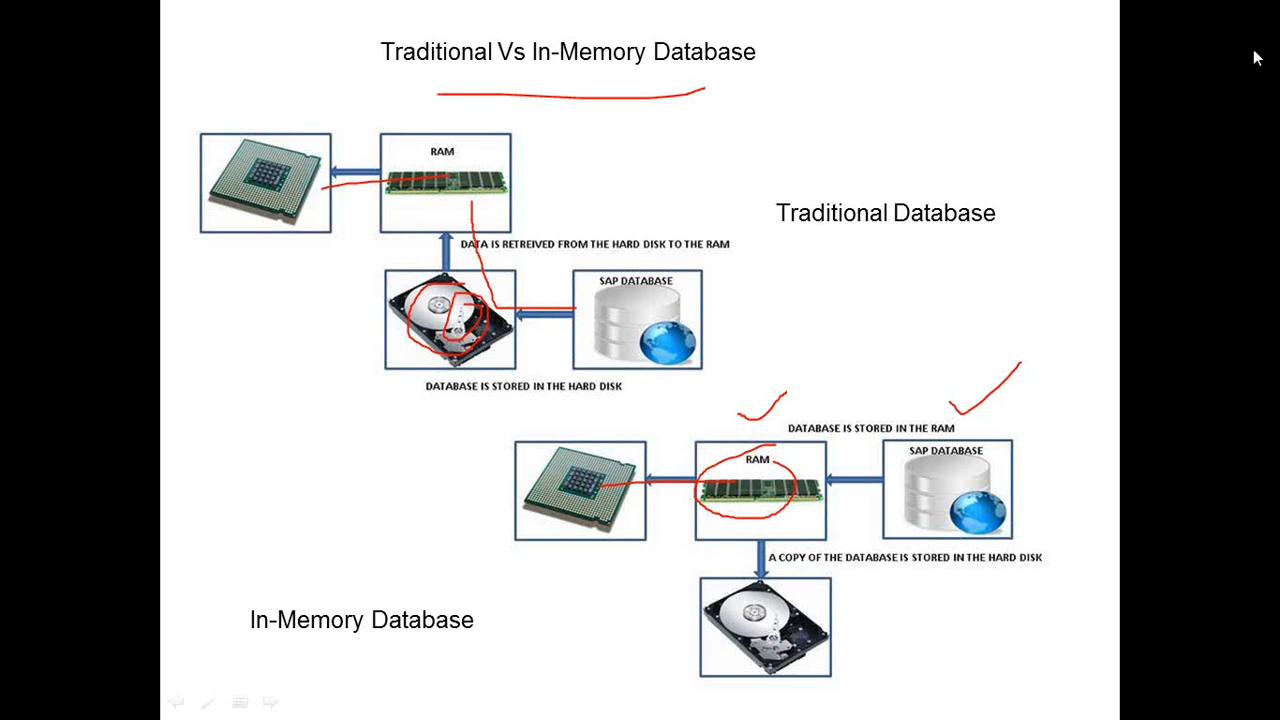 Traditional Vs In-Memory Database
RAM
Traditional Database
DATA IS RETREIVED FROM THE HARD DISK TO THE RAM
SAP DATABASE
DATABASE IS STORED IN THE HARD DISK
DATABASE IS STORED IN THE RAM
RAM
SAP DATABASE
A COPY OF THE DATABASE IS STORED IN THE HARD DISK
In-Memory Database